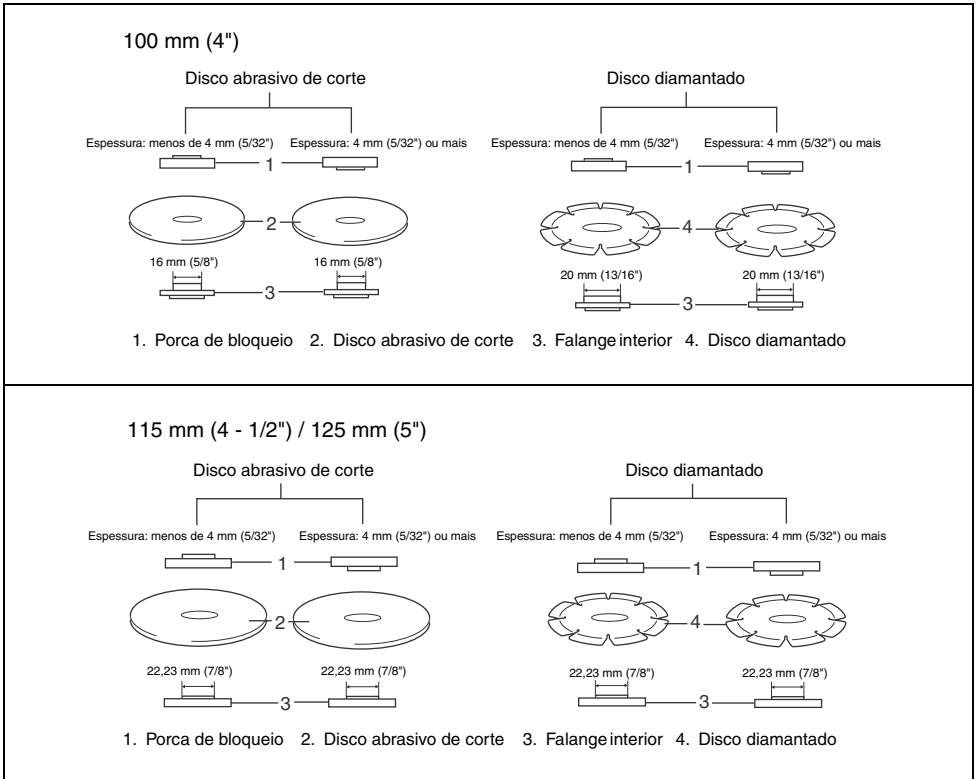 100 mm (4")
Disco abrasivo de corte Disco diamantado
Espessura: menos de 4 mm (5/32") Espessura: 4 mm (5/32") ou mais Espessura: menos de 4 mm (5/32") Espessura: 4 mm (5/32") ou mais
1 1
2 4
16 mm (5/8") 16 mm (5/8") 20 mm (13/16") 20 mm (13/16")
3 3
1. Porca de bloqueio 2. Disco abrasivo de corte 3. Falange interior 4. Disco diamantado
115 mm (4 - 1/2") / 125 mm (5")
Disco abrasivo de corte Disco diamantado
Espessura: menos de 4 mm (5/32") Espessura: 4 mm (5/32") ou mais Espessura: menos de 4 mm (5/32") Espessura: 4 mm (5/32") ou mais
1 1
2 4
22,23 mm (7/8") 22,23 mm (7/8") 22,23 mm (7/8") 22,23 mm (7/8")
3 3
1. Porca de bloqueio 2. Disco abrasivo de corte 3. Falange interior 4. Disco diamantado